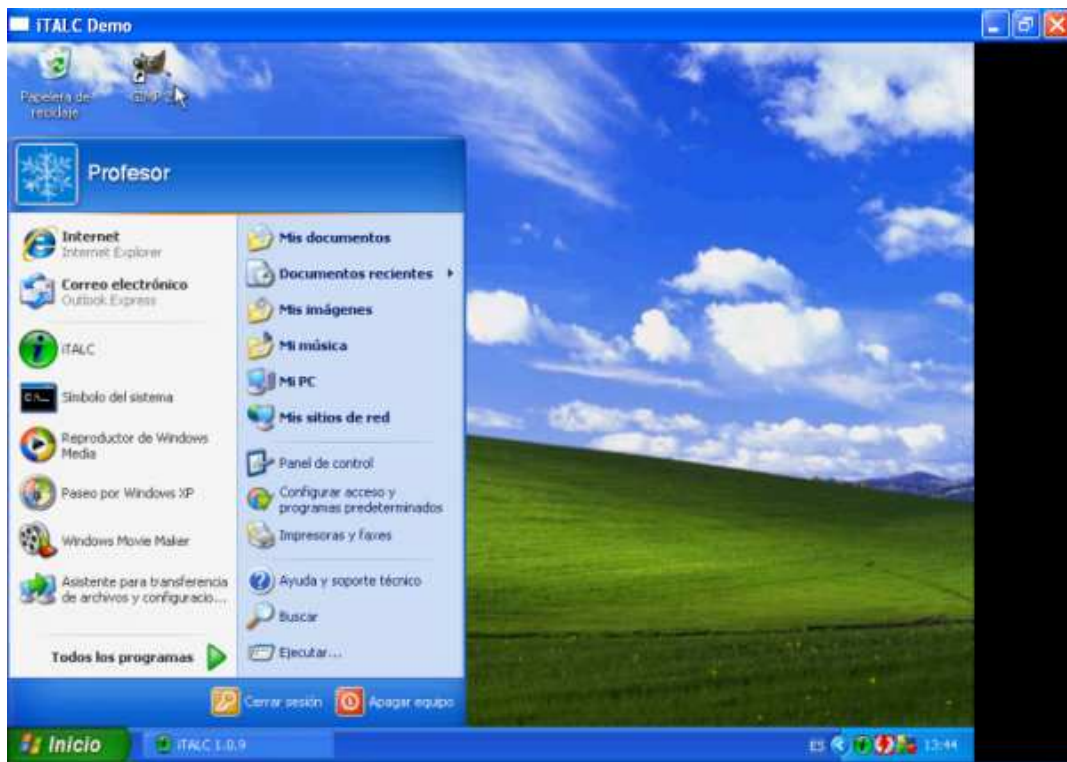 iTALC Demo
Papelera de
reciclaje
GIMP 2
Profesor
Internet
Internet Explorer
Correo electrónico
Outlook Express
iTALC
Símbolo del sistema
Reproductor de Windows
Media
Paseo por Windows XP
Windows Movie Maker
Asistente para transferencia
de archivos y configuracio...
Todos los programas
Mis documentos
Documentos recientes
Mis imágenes
Mi música
Mi PC
Mis sitios de red
Panel de control
Configurar acceso y
programas predeterminados
Impresoras y faxes
Ayuda y soporte técnico
Buscar
Ejecutar...
Cerrar sesión
Apagar equipo
Inicio
iTALC 1.0.9
ES
13:44